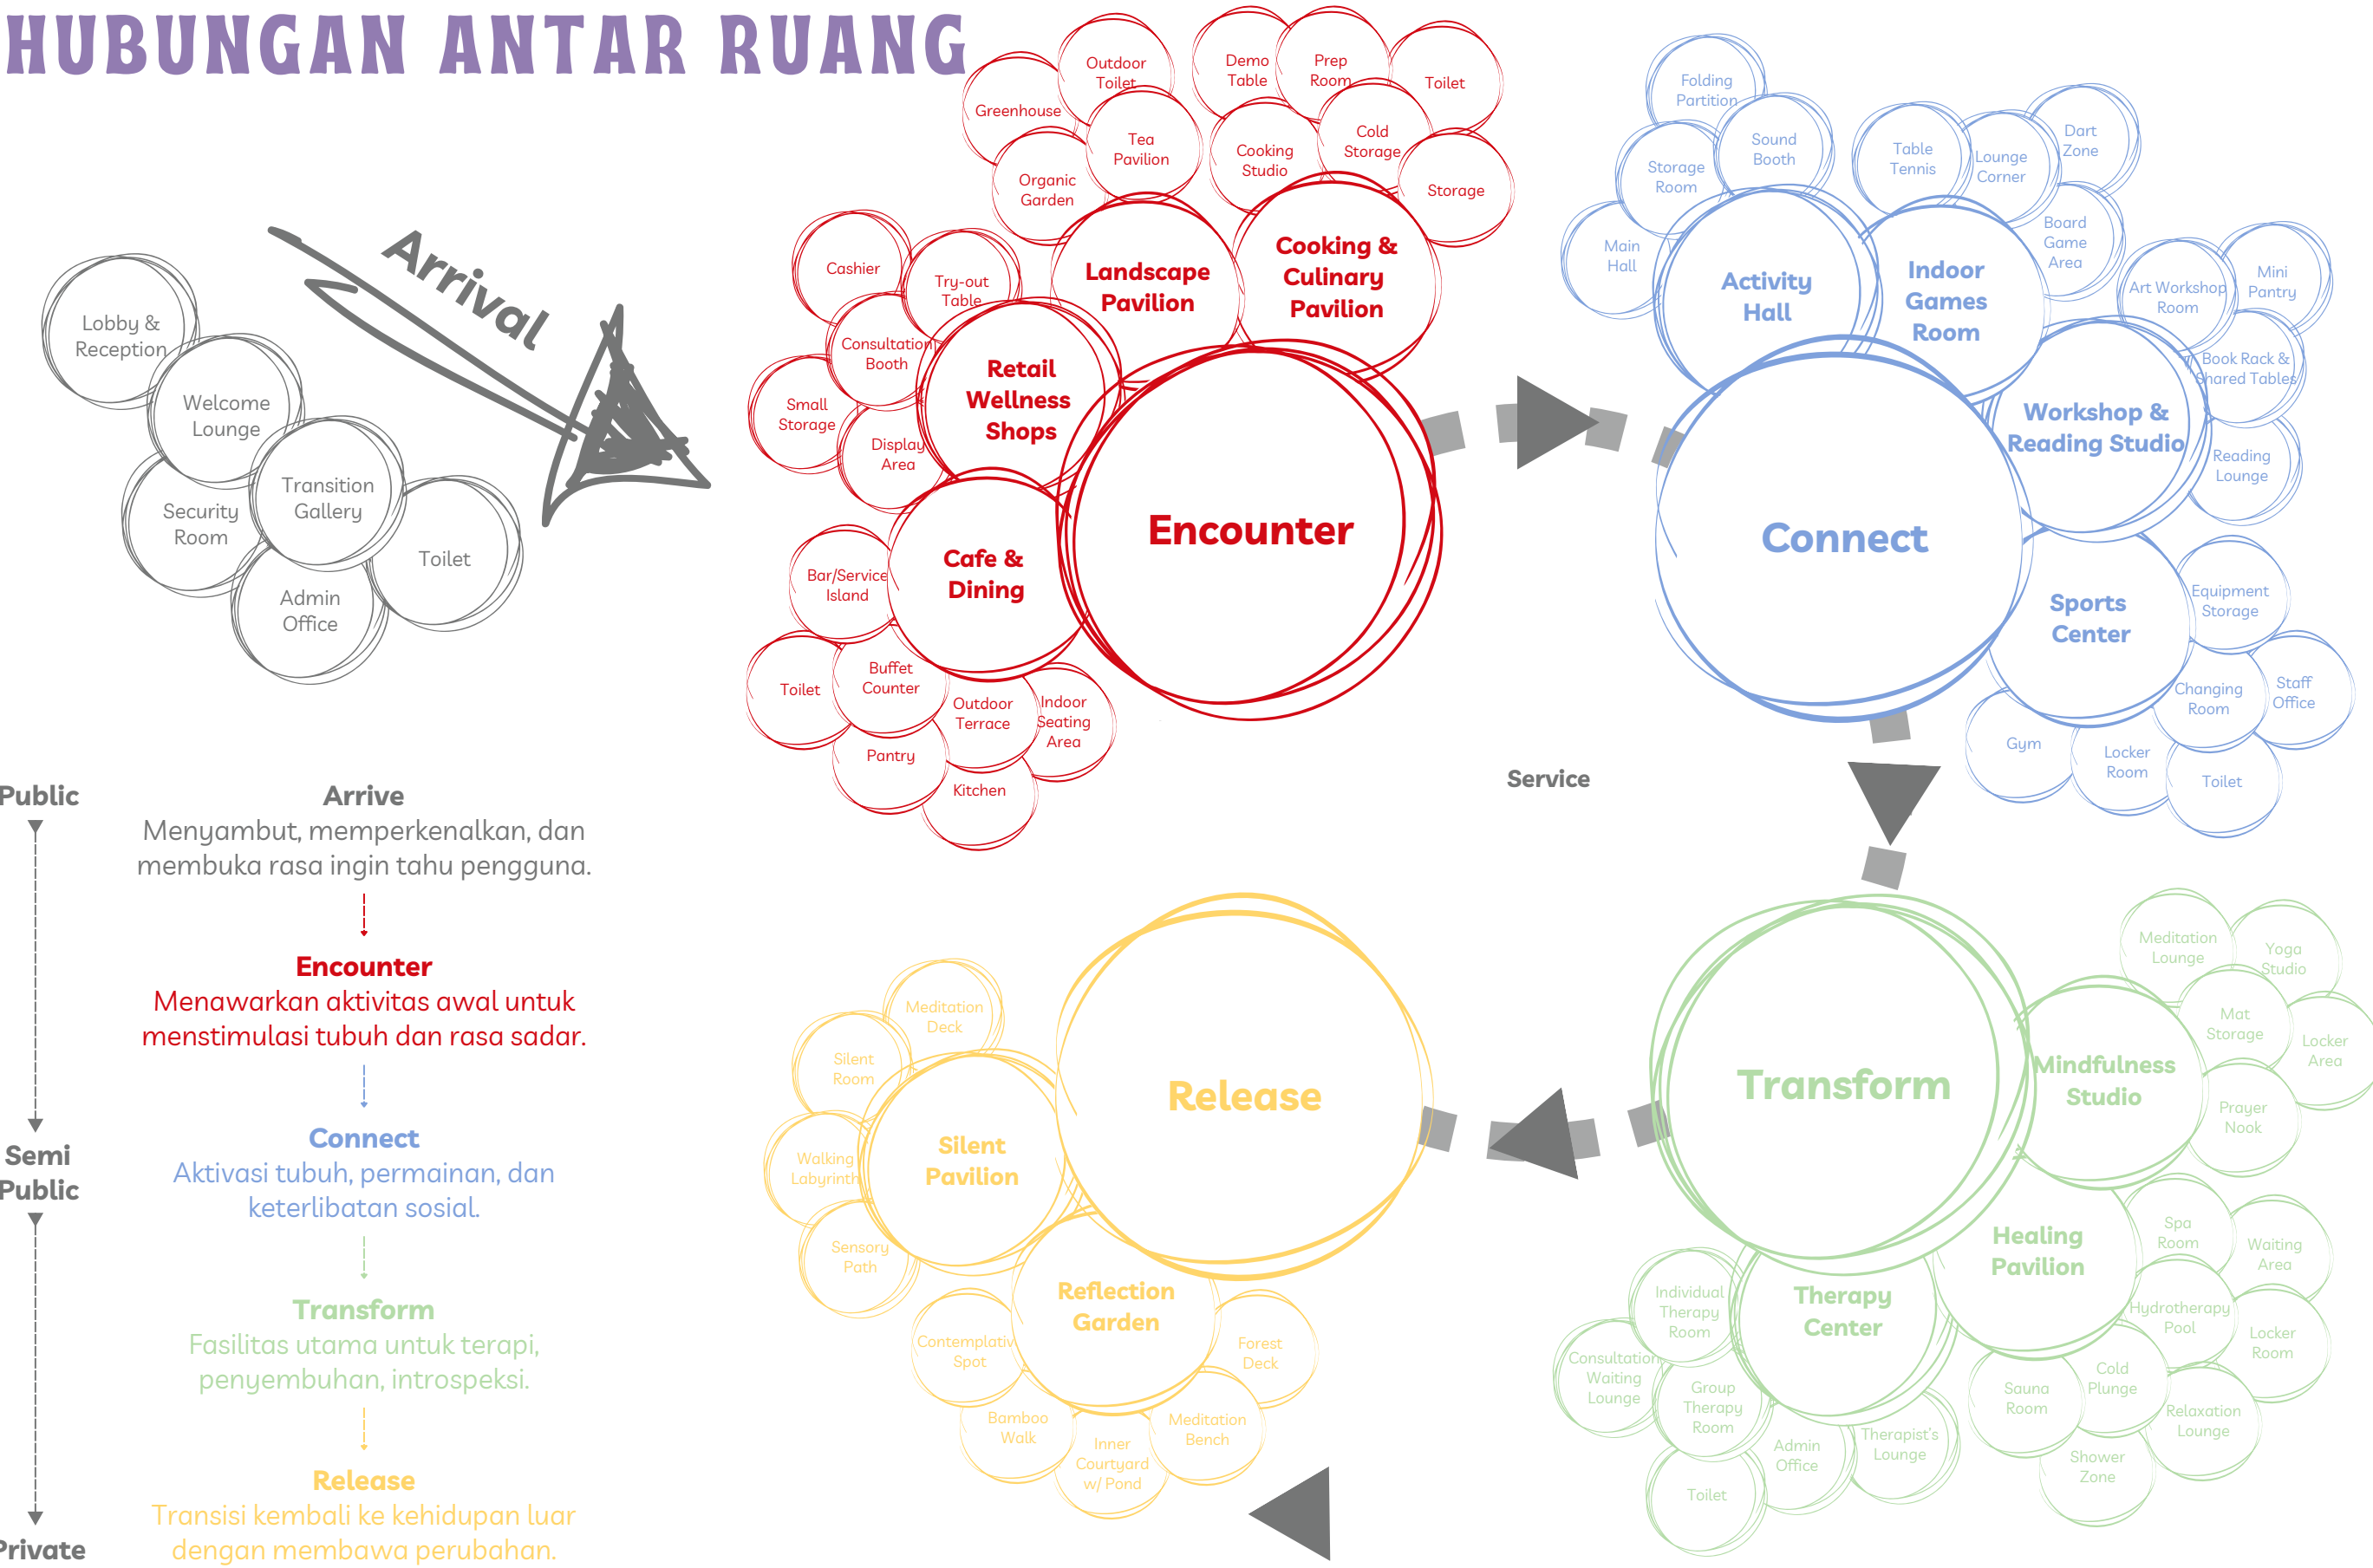 HUBUNGAN ANTAR RUANG
Arrival
Lobby &
Reception
Welcome
Lounge
Security
Room
Transition
Gallery
Admin
Office
Toilet
Greenhouse
Outdoor
Toilet
Organic
Garden
Tea
Pavilion
Landscape
Pavilion
Demo
Table
Prep
Room
Toilet
Cooking
Studio
Cold
Storage
Storage
Cooking &
Culinary
Pavilion
Cashier
Try-out
Table
Consultation
Booth
Small
Storage
Display
Area
Retail
Wellness
Shops
Cafe &
Dining
Bar/Service
Island
Toilet
Buffet
Counter
Pantry
Outdoor
Terrace
Indoor
Seating
Area
Kitchen
Encounter
Folding
Partition
Storage
Room
Sound
Booth
Main
Hall
Activity
Hall
Table
Tennis
Lounge
Corner
Dart
Zone
Board
Game
Area
Indoor
Games
Room
Art Workshop
Room
Mini
Pantry
Book Rack &
Shared Tables
Reading
Lounge
Workshop &
Reading Studio
Connect
Sports
Center
Equipment
Storage
Changing
Room
Staff
Office
Gym
Locker
Room
Toilet
Service
Public
Semi
Public
Private
Arrive
Menyambut, memperkenalkan, dan
membuka rasa ingin tahu pengguna.
Encounter
Menawarkan aktivitas awal untuk
menstimulasi tubuh dan rasa sadar.
Connect
Aktivasi tubuh, permainan, dan
keterlibatan sosial.
Transform
Fasilitas utama untuk terapi,
penyembuhan, introspeksi.
Release
Transisi kembali ke kehidupan luar
dengan membawa perubahan.
Release
Meditation
Deck
Silent
Room
Walking
Labyrinth
Sensory
Path
Silent
Pavilion
Reflection
Garden
Contemplativ
Spot
Bamboo
Walk
Inner
Courtyard
w/ Pond
Meditation
Bench
Forest
Deck
Transform
Meditation
Lounge
Yoga
Studio
Mat
Storage
Locker
Area
Prayer
Nook
Mindfulness
Studio
Healing
Pavilion
Spa
Room
Waiting
Area
Hydrotherapy
Pool
Locker
Room
Cold
Plunge
Sauna
Room
Relaxation
Lounge
Shower
Zone
Therapy
Center
Individual
Therapy
Room
Consultation
Waiting
Lounge
Group
Therapy
Room
Admin
Office
Therapist's
Lounge
Toilet